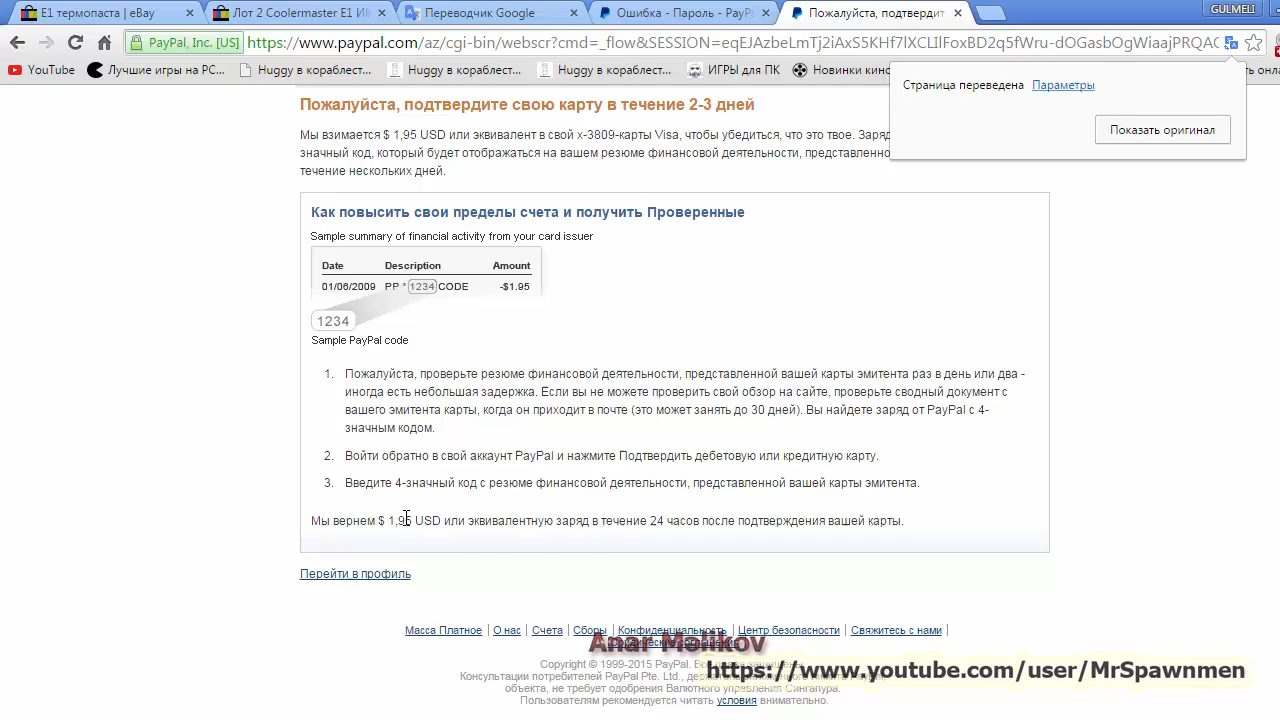 E1 термопаста | eBay
Лот 2 Coolermaster E1 И
Переводчик Google
Ошибка - Пароль - PayP
Пожалуйста, подтвердит
GULMELI
PayPal, Inc. [US]
https://www.paypal.com/az/cgi-bin/webscr?cmd=_flow&SESSION=eqEJAzbeLmTj2iAxS5KHf7lXCLIlFoxBD2q5fWru-dOGasbOgWiaajPRQAC
YouTube
Лучшие игры на PC...
Huggy в кораблест...
Huggy в кораблест...
Huggy в кораблест...
ИГРЫ ДЛЯ ПК
Новинки кин
Страница переведена Параметры
Показать оригинал
Пожалуйста, подтвердите свою карту в течение 2-3 дней
Мы взимается $ 1,95 USD или эквивалент в свой x-3809-карты Visa, чтобы убедиться, что это твое. Заряд
значный код, который будет отображаться на вашем резюме финансовой деятельности, представленно
течение нескольких дней.
Как повысить свои пределы счета и получить Проверенные
Sample summary of financial activity from your card issuer
Date Description Amount
01/06/2009 PP * 1234 CODE -$1.95
1234
Sample PayPal code
1. Пожалуйста, проверьте резюме финансовой деятельности, представленной вашей карты эмитента раз в день или два -
иногда есть небольшая задержка. Если вы не можете проверить свой обзор на сайте, проверьте сводный документ с
вашего эмитента карты, когда он приходит в почте (это может занять до 30 дней). Вы найдете заряд от PayPal с 4-
значным кодом.
2. Войти обратно в свой аккаунт PayPal и нажмите Подтвердить дебетовую или кредитную карту.
3. Введите 4-значный код с резюме финансовой деятельности, представленной вашей карты эмитента.
Мы вернем $ 1,95 USD или эквивалентную заряд в течение 24 часов после подтверждения вашей карты.
Перейти в профиль
Масса Платное О нас Счета Сборы Конфиденциальность Центр безопасности Свяжитесь с нами
Юридические соглашения
Anar Melikov
Copyright © 1999-2015 PayPal. Все права защищены.
https://www.youtube.com/user/MrSpawnmen
Консультации потребителей PayPal Pte. Ltd.,
объекта, не требует одобрения Валютного управления Сингапура.
Пользователям рекомендуется читать условия внимательно.